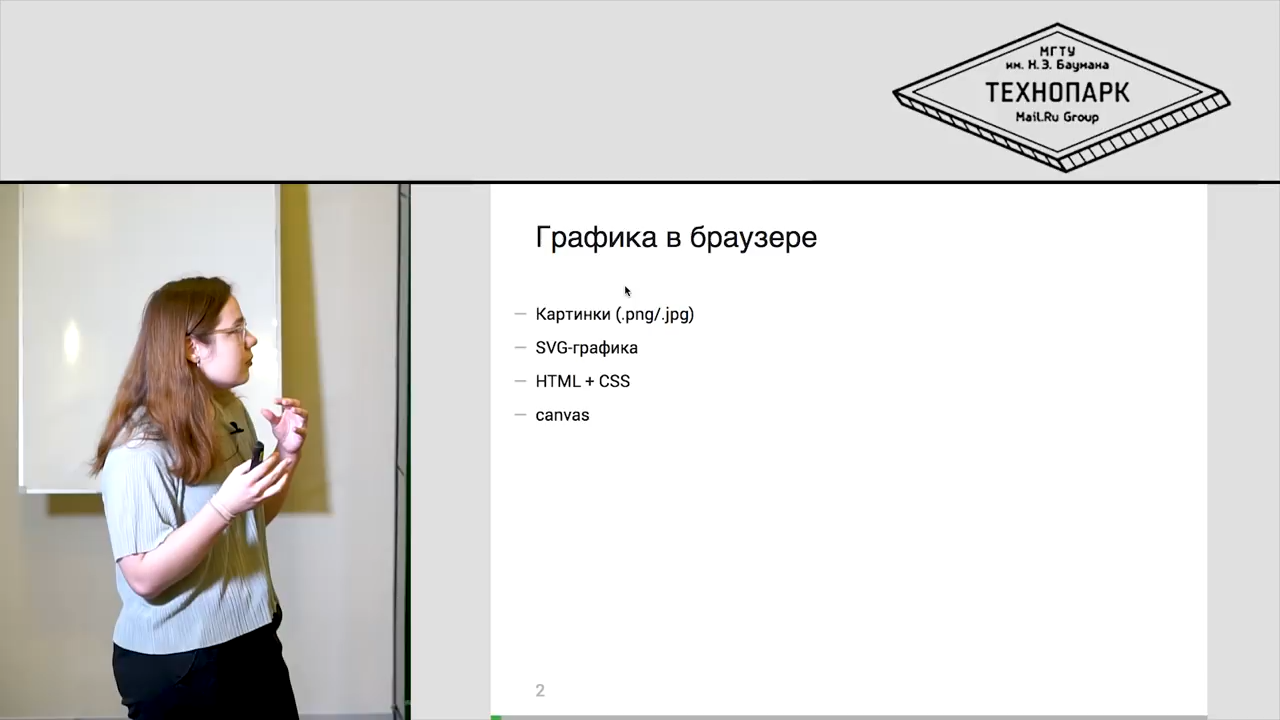 МГТУ
им. Н.Э. Баумана
ТЕХНОПАРК
Mail.Ru Group
Графика в браузере
— Картинки (.png/.jpg)
— SVG-графика
— HTML + CSS
— canvas
2